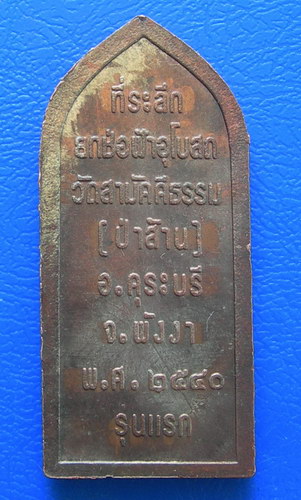 ที่ระลึก
ยกช่อฟ้าอุโบสถ
วัดสามัคคีธรรม
(ป่าส้าน)
อ.คุระบุรี
จ.พังงา
พ.ศ. ๒๕๔๐
รุ่นแรก